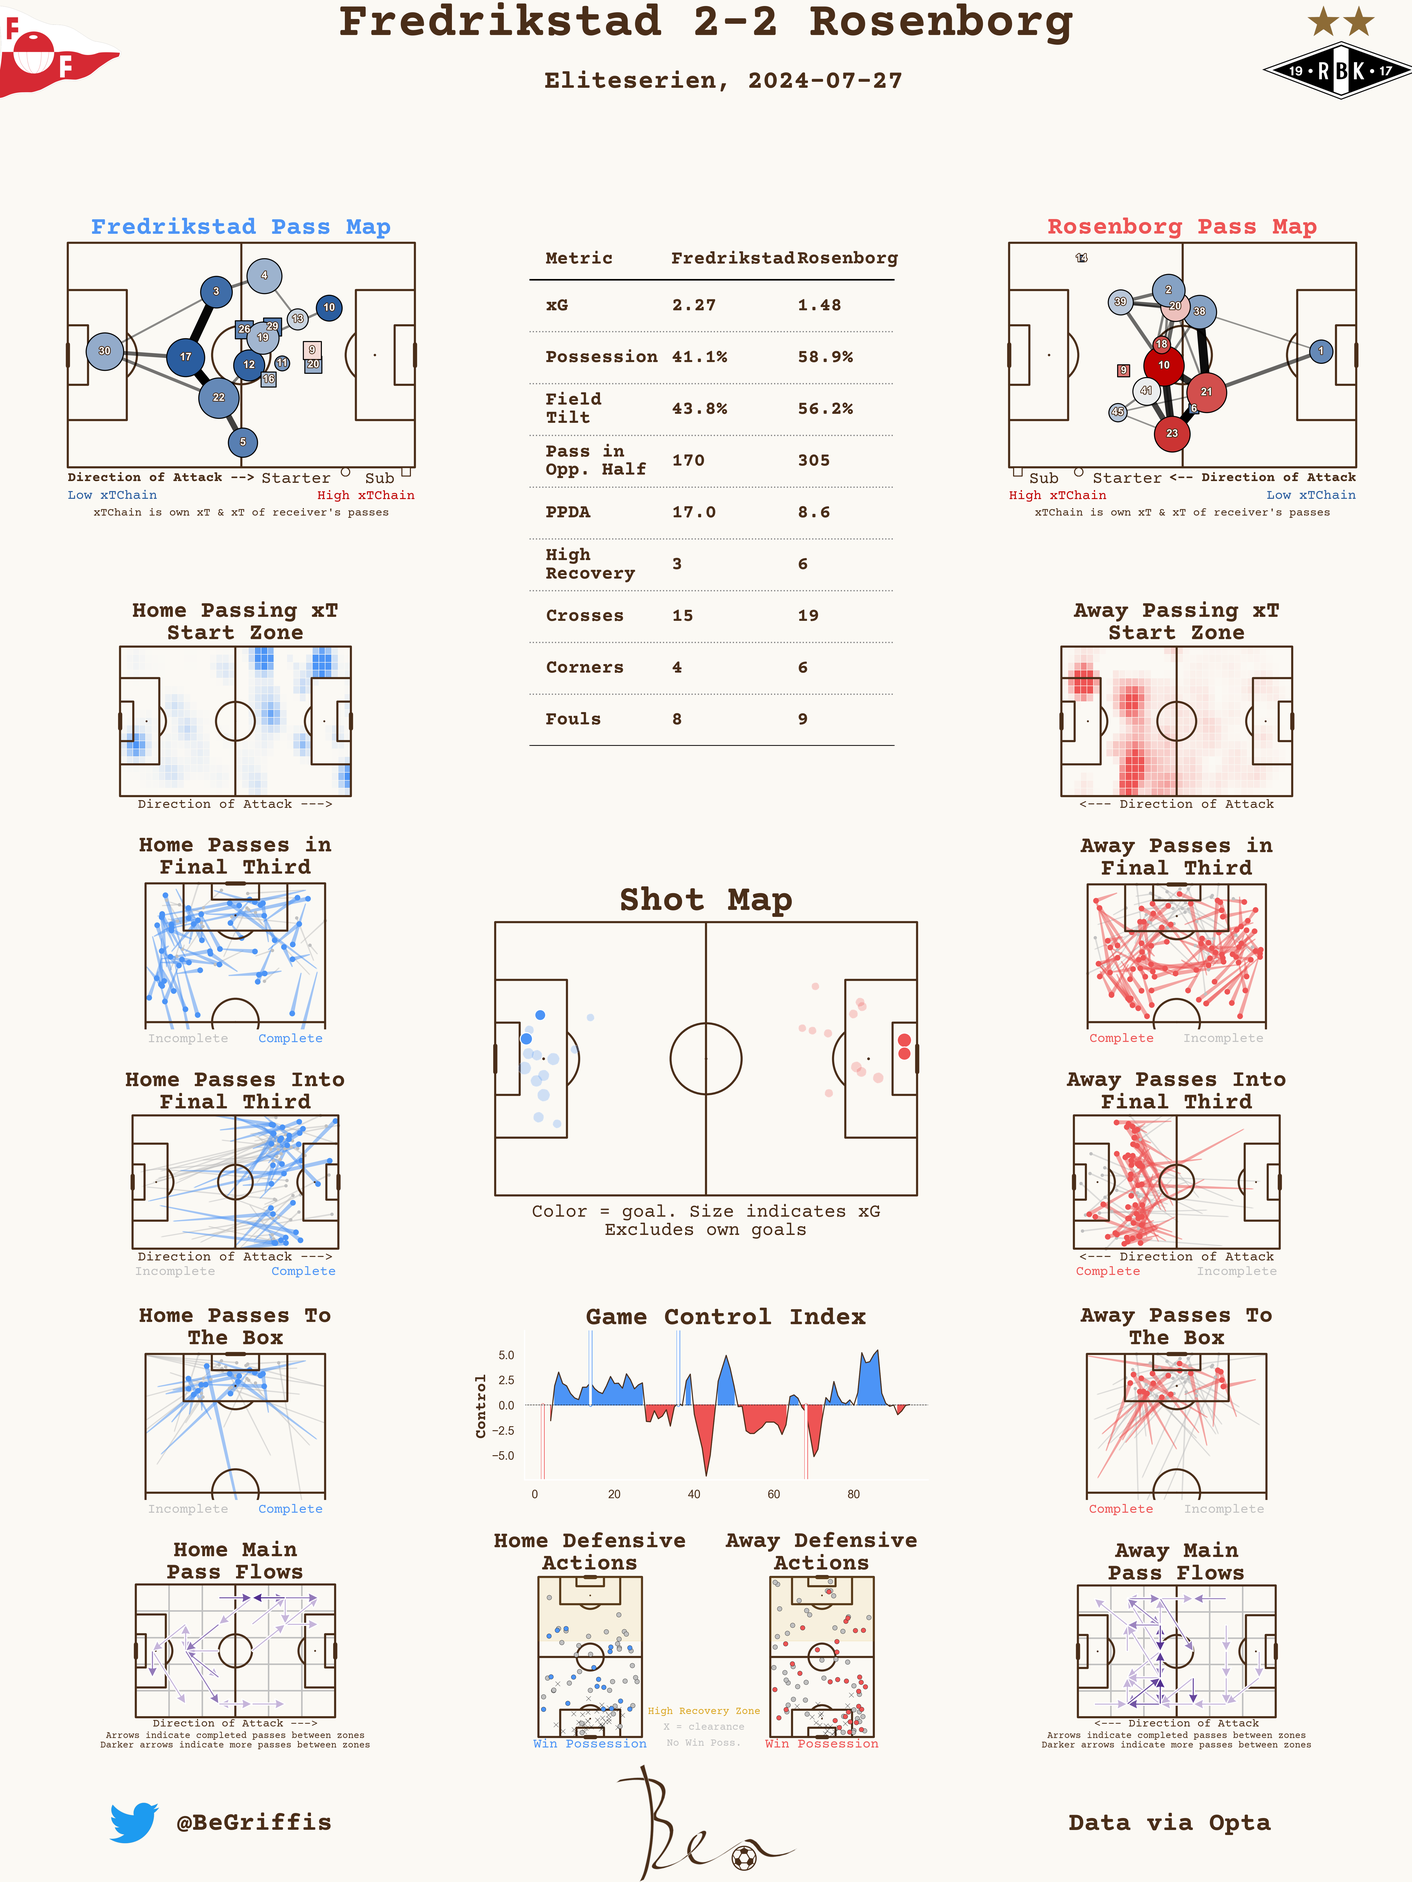 Fredrikstad 2-2 Rosenborg
Eliteserien, 2024-07-27
F
F
19 • RBK • 17
Fredrikstad Pass Map
3
4
10
13
26
29
19
30
17
12
11
9
20
16
22
5
Direction of Attack --> Starter Sub
Low xTChain High xTChain
xTChain is own xT & xT of receiver's passes
Metric Fredrikstad Rosenborg
xG 2.27 1.48
Possession 41.1% 58.9%
Field
Tilt 43.8% 56.2%
Pass in
Opp. Half 170 305
PPDA 17.0 8.6
High
Recovery 3 6
Crosses 15 19
Corners 4 6
Fouls 8 9
Rosenborg Pass Map
14
2
39
20
38
18
1
10
9
41
21
45
6
23
Sub Starter <-- Direction of Attack
High xTChain Low xTChain
xTChain is own xT & xT of receiver's passes
Home Passing xT
Start Zone
Direction of Attack --->
Away Passing xT
Start Zone
<--- Direction of Attack
Home Passes in
Final Third
Incomplete Complete
Shot Map
Color = goal. Size indicates xG
Excludes own goals
Away Passes in
Final Third
Complete Incomplete
Home Passes Into
Final Third
Direction of Attack --->
Incomplete Complete
Away Passes Into
Final Third
<--- Direction of Attack
Complete Incomplete
Home Passes To
The Box
Incomplete Complete
Game Control Index
Control
5.0
2.5
0.0
−2.5
−5.0
0 20 40 60 80
Away Passes To
The Box
Complete Incomplete
Home Main
Pass Flows
Direction of Attack --->
Arrows indicate completed passes between zones
Darker arrows indicate more passes between zones
Home Defensive
Actions
Win Possession
High Recovery Zone
X = clearance
No Win Poss.
Away Defensive
Actions
Win Possession
Away Main
Pass Flows
<--- Direction of Attack
Arrows indicate completed passes between zones
Darker arrows indicate more passes between zones
@BeGriffis
Ben
Data via Opta